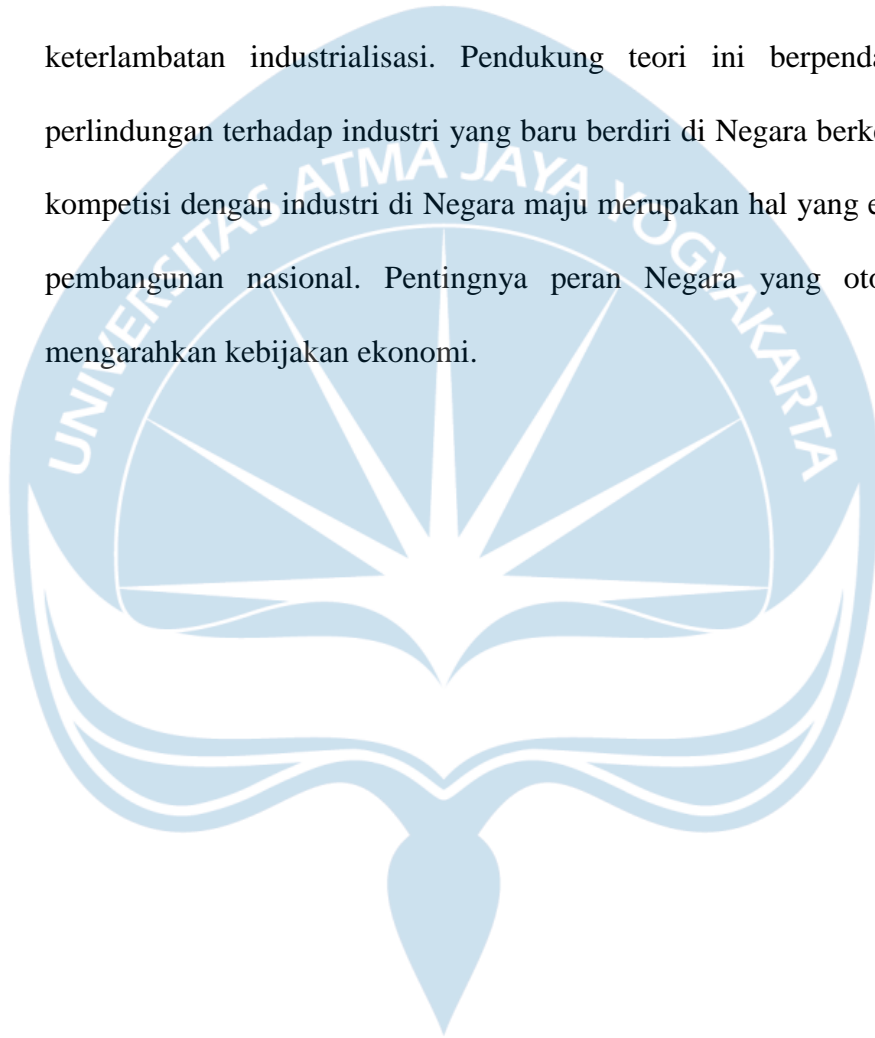 keterlambatan industrialisasi. Pendukung teori ini
perlindungan terhadap industri yang baru berdiri di Negara
kompetisi dengan industri di Negara maju merupakan hal yang
pembangunan nasional. Pentingnya peran Negara yang
mengarahkan kebijakan ekonomi.
UNIVERSITAS ATMA JAYA YOGYAKARTA